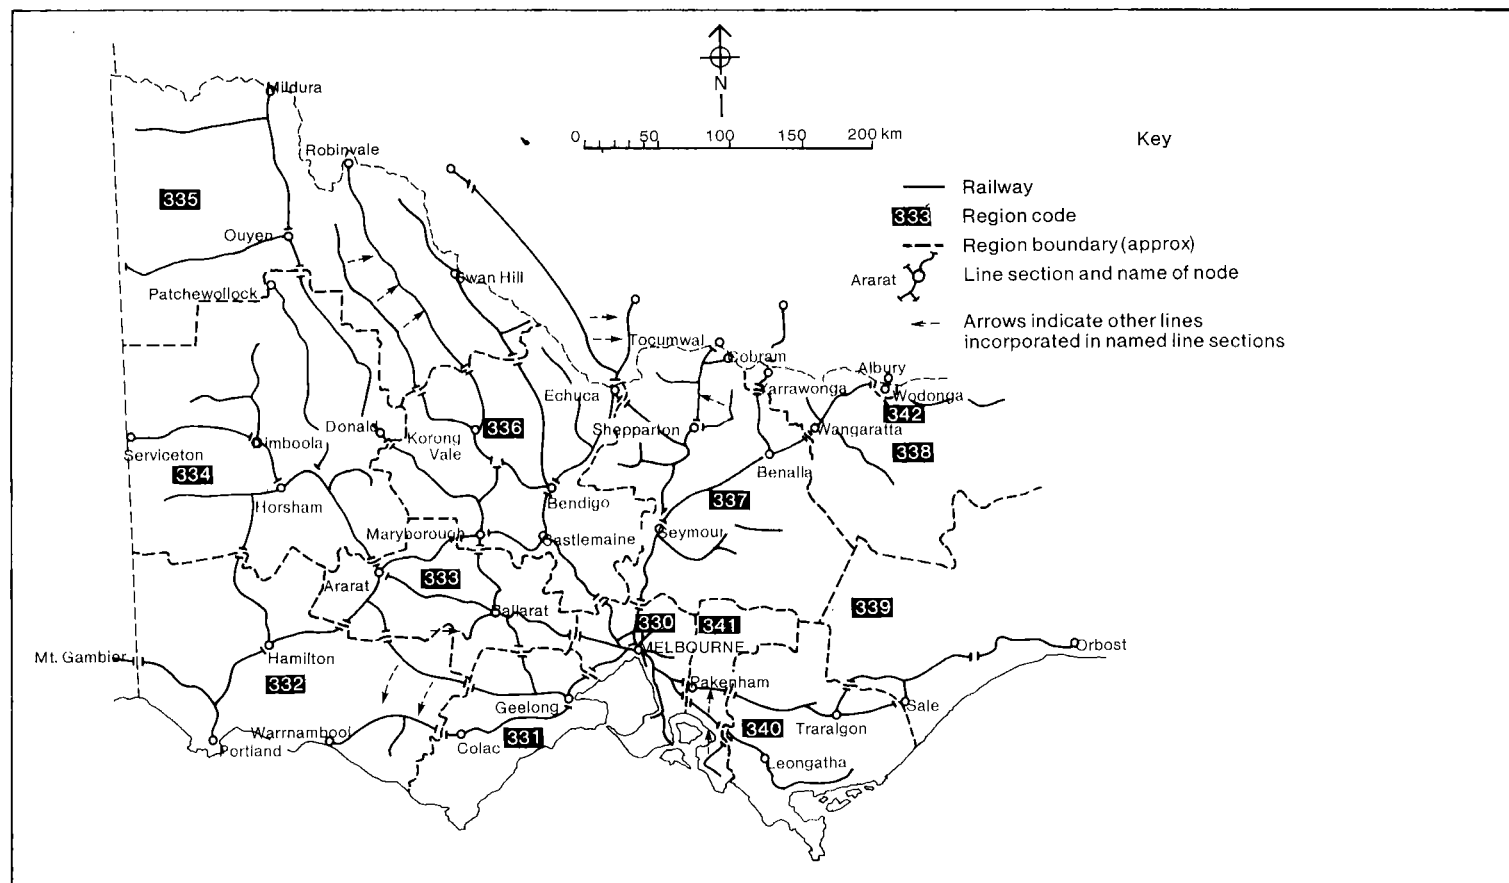 Mildura
N
0 50 100 150 200 km
Key
Robinvale
Railway
335
333 Region code
Ouyen
Region boundary (approx)
Swan Hill
Ararat Line section and name of node
Patchewollock
Arrows indicate other lines
incorporated in named line sections
Tocumwal
Cobram
Albury
Echuca
Yarrawonga
Wodonga
342
Donald
336
Shepparton
Wangaratta
Dimboola
Korong
Vale
338
Serviceton
334
Benalla
Horsham
Bendigo
337
Maryborough
Castlemaine
Seymour
Ararat
333
Ballarat
339
330
341
MELBOURNE
Orbost
Mt. Gambier
Hamilton
332
Pakenham
Geelong
Sale
Warrnambool
Portland
Colac
331
340
Traralgon
Leongatha